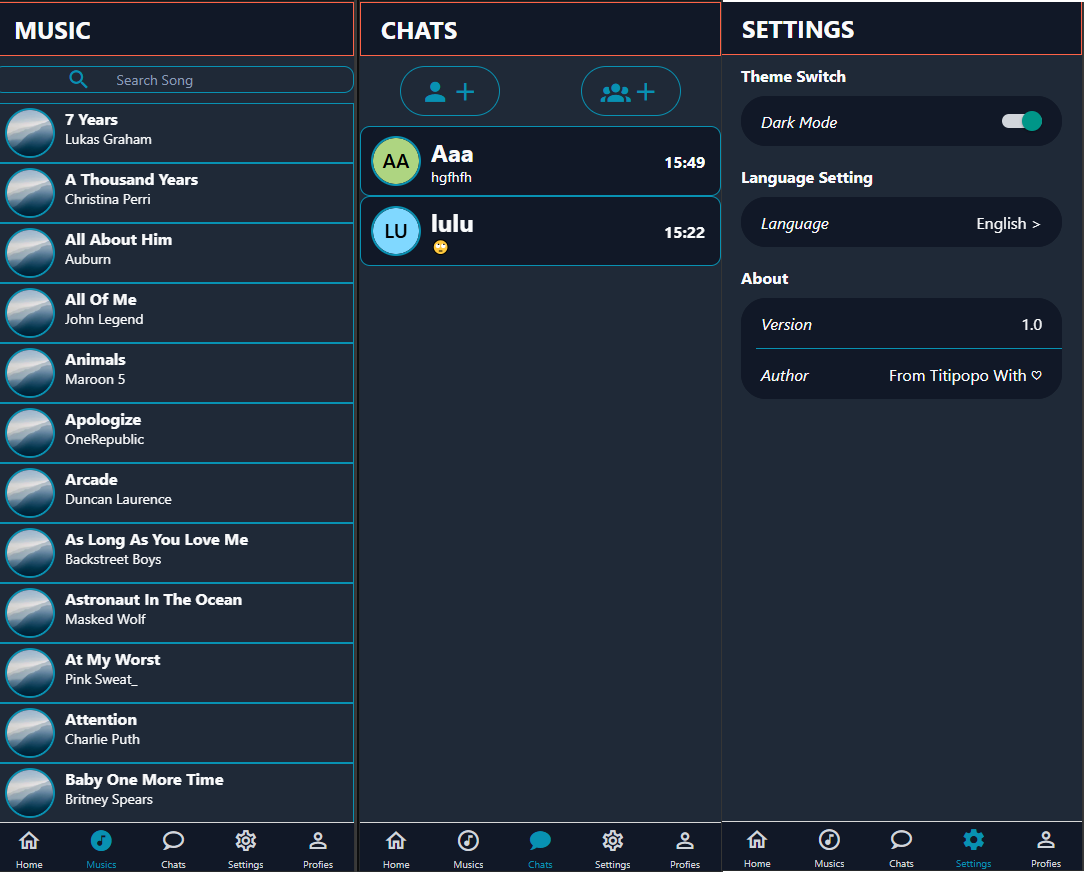 MUSIC
Search Song
7 Years
Lukas Graham
A Thousand Years
Christina Perri
All About Him
Auburn
All Of Me
John Legend
Animals
Maroon 5
Apologize
OneRepublic
Arcade
Duncan Laurence
As Long As You Love Me
Backstreet Boys
Astronaut In The Ocean
Masked Wolf
At My Worst
Pink Sweat_
Attention
Charlie Puth
Baby One More Time
Britney Spears
Home Musics Chats Settings Profies
CHATS
AA Aaa 15:49
hgfhfh
LU lulu 15:22
🙄
Home Musics Chats Settings Profies
SETTINGS
Theme Switch
Dark Mode
Language Setting
Language English >
About
Version 1.0
Author From Titipopo With ♡
Home Musics Chats Settings Profies